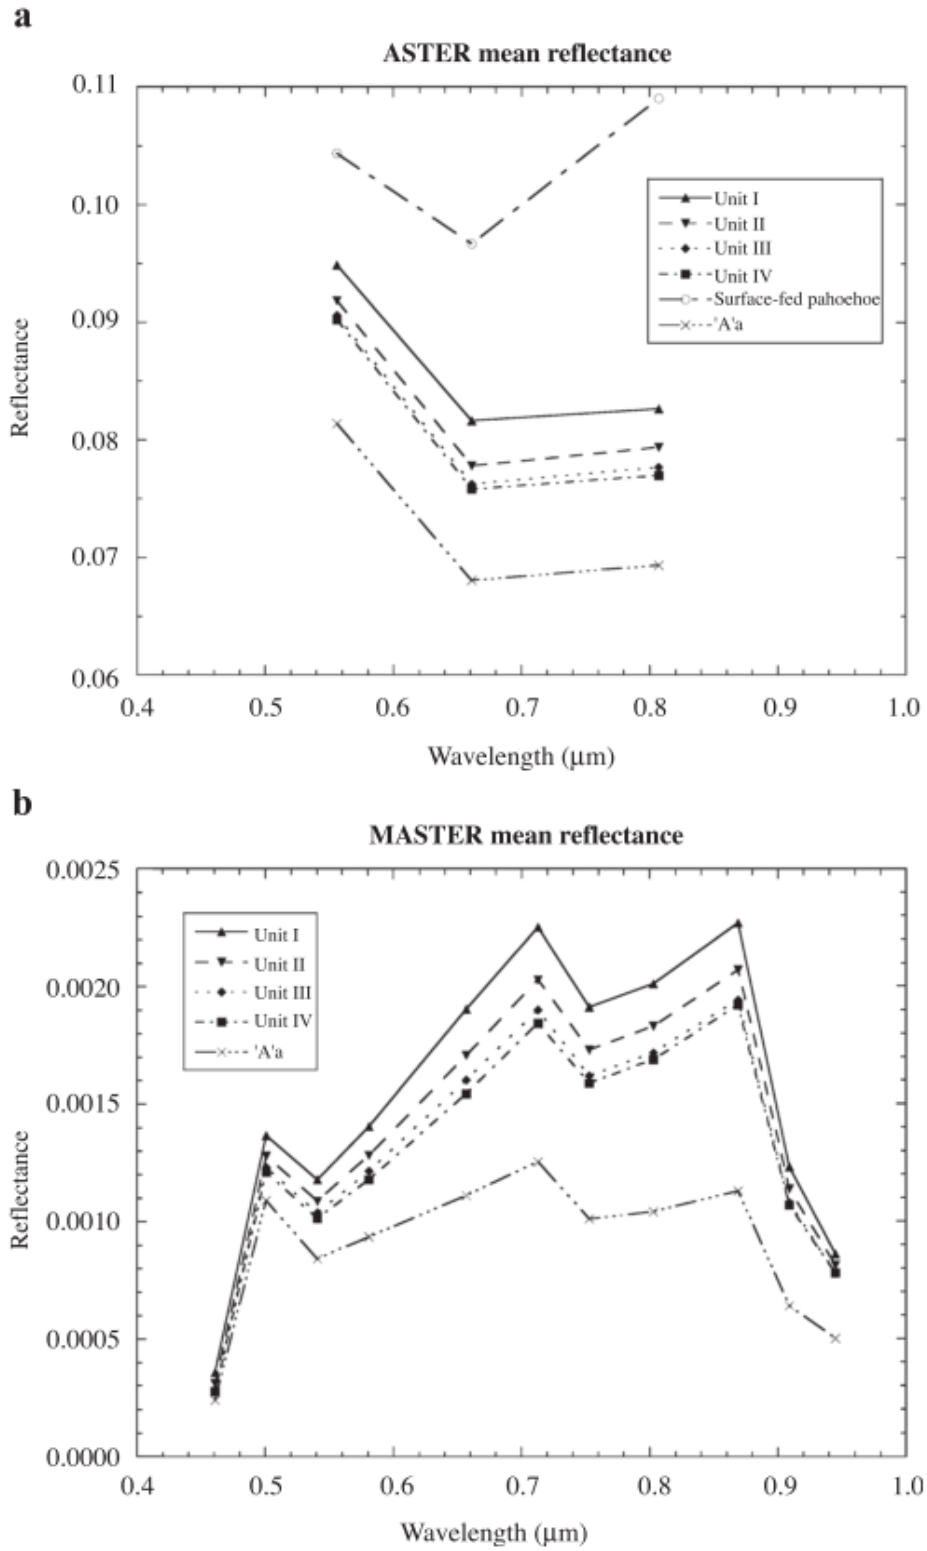 a
ASTER mean reflectance
0.11
0.10
0.09
0.08
0.07
0.06
Reflectance
Unit I
Unit II
Unit III
Unit IV
Surface-fed pahoehoe
'A'a
0.4 0.5 0.6 0.7 0.8 0.9 1.0
Wavelength (µm)
b
MASTER mean reflectance
0.0025
0.0020
0.0015
0.0010
0.0005
0.0000
Reflectance
Unit I
Unit II
Unit III
Unit IV
'A'a
0.4 0.5 0.6 0.7 0.8 0.9 1.0
Wavelength (µm)